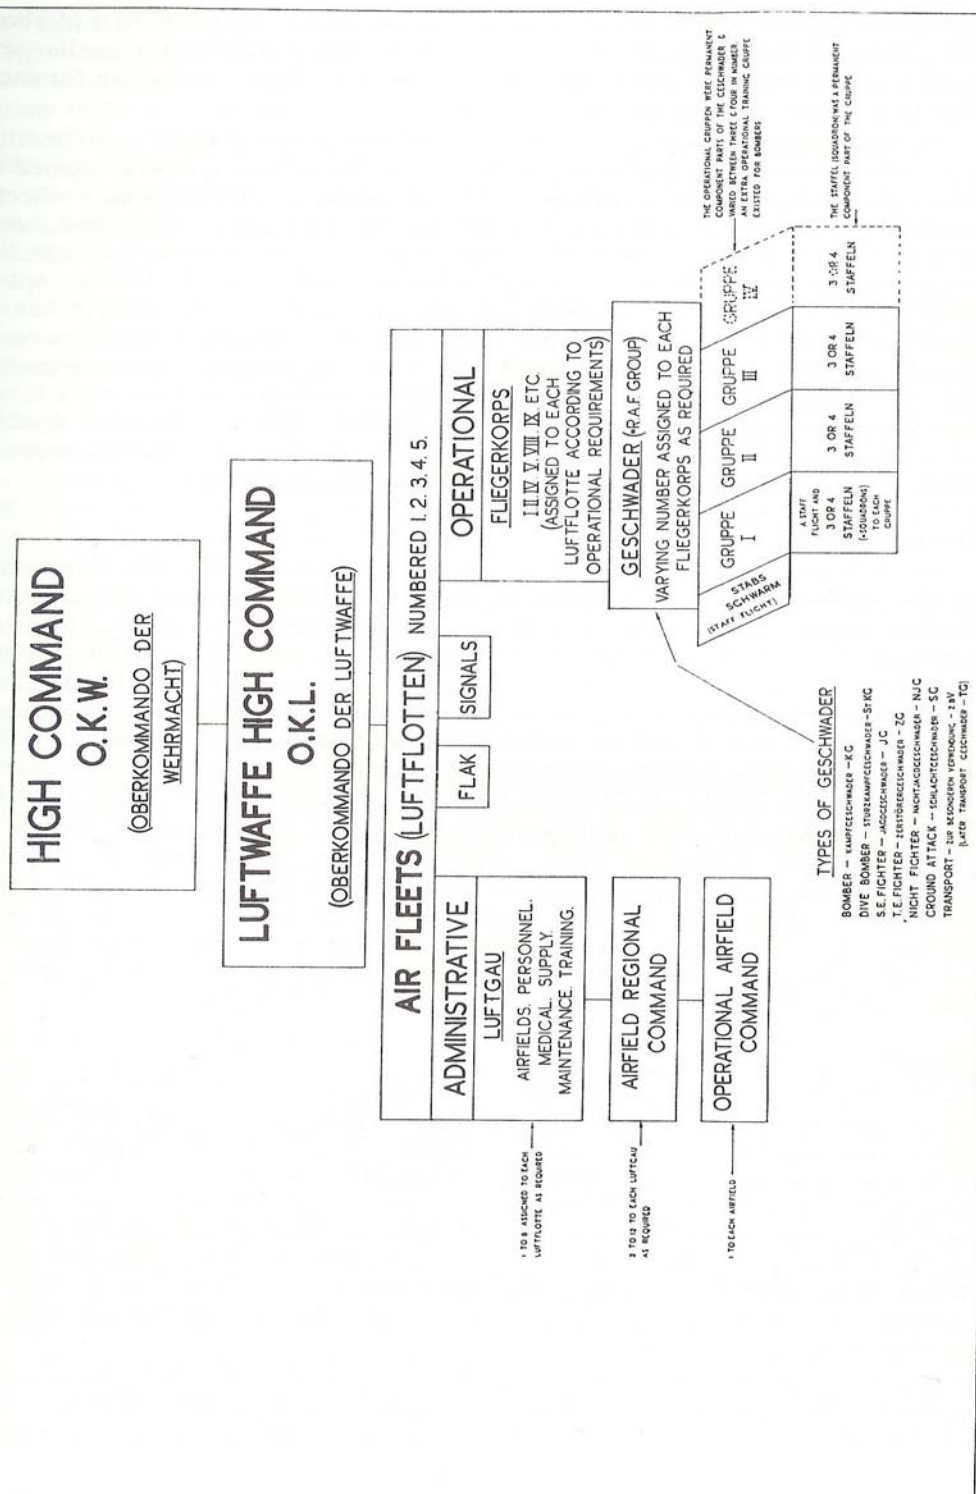 HIGH COMMAND
O.K.W.
(OBERKOMMANDO DER
WEHRMACHT)
LUFTWAFFE HIGH COMMAND
O.K.L.
(OBERKOMMANDO DER LUFTWAFFE)
AIR FLEETS (LUFTFLOTTEN) NUMBERED 1. 2. 3. 4. 5.
ADMINISTRATIVE
LUFTGAU
AIRFIELDS. PERSONNEL.
MEDICAL. SUPPLY.
MAINTENANCE. TRAINING.
1 TO 8 ASSIGNED TO EACH
LUFTFLOTTE AS REQUIRED
AIRFIELD REGIONAL
COMMAND
2 TO 12 TO EACH LUFTGAU
AS REQUIRED
OPERATIONAL AIRFIELD
COMMAND
1 TO EACH AIRFIELD
FLAK
SIGNALS
OPERATIONAL
FLIEGERKORPS
I. II. IV. V. VIII. IX. ETC.
(ASSIGNED TO EACH
LUFTFLOTTE ACCORDING TO
OPERATIONAL REQUIREMENTS)
GESCHWADER (=R.A.F. GROUP)
VARYING NUMBER ASSIGNED TO EACH
FLIEGERKORPS AS REQUIRED
STABS
SCHWARM
(STAFF FLIGHT)
GRUPPE
I
GRUPPE
II
GRUPPE
III
GRUPPE
IV
A STAFF
FLIGHT AND
3 OR 4
STAFFELN
(=SQUADRONS)
TO EACH
GRUPPE
3 OR 4
STAFFELN
3 OR 4
STAFFELN
3 OR 4
STAFFELN
THE OPERATIONAL GRUPPEN WERE PERMANENT
COMPONENT PARTS OF THE GESCHWADER &
VARIED BETWEEN THREE & FOUR IN NUMBER.
AN EXTRA OPERATIONAL TRAINING GRUPPE
EXISTED FOR BOMBERS.
THE STAFFEL (SQUADRON) WAS A PERMANENT
COMPONENT PART OF THE GRUPPE
TYPES OF GESCHWADER
BOMBER – KAMPFGESCHWADER – KG
DIVE BOMBER – STURZKAMPFGESCHWADER – ST KG
S.E. FIGHTER – JAGDGESCHWADER – JG
T.E. FIGHTER – ZERSTÖRERGESCHWADER – ZG
NIGHT FIGHTER – NACHTJAGDGESCHWADER – NJG
GROUND ATTACK – SCHLACHTGESCHWADER – SG
TRANSPORT – ZUR BESONDEREN VERWENDUNG – Z BV
(LATER TRANSPORT GESCHWADER – TG)